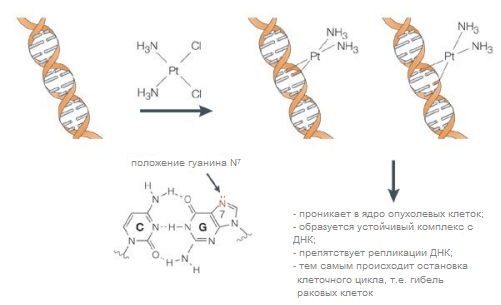 H₃N Cl
Pt
H₃N Cl
NH₃
NH₃
Pt
NH₃
NH₃
Pt
положение гуанина N⁷
H H
N O N
7
C N H N G
N N N
O H N
H
- проникает в ядро опухолевых клеток;
- образуется устойчивый комплекс с
ДНК;
- препятствует репликации ДНК;
- тем самым происходит остановка
клеточного цикла, т.е. гибель
раковых клеток